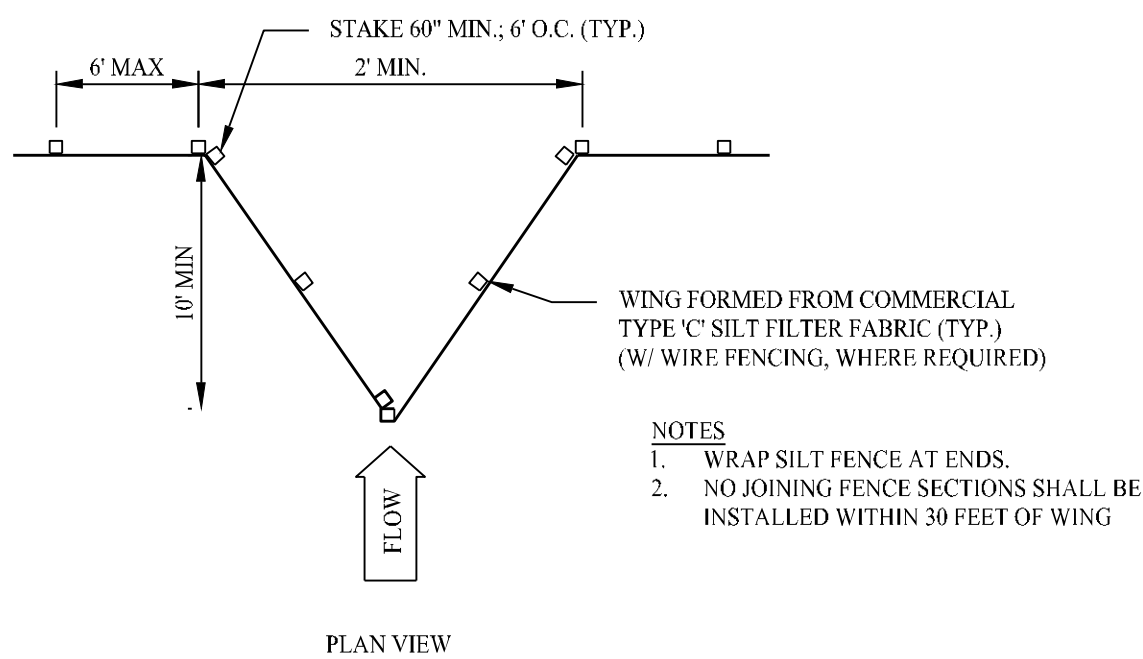 STAKE 60" MIN.; 6' O.C. (TYP.)
6' MAX
2' MIN.
10' MIN
WING FORMED FROM COMMERCIAL
TYPE 'C' SILT FILTER FABRIC (TYP.)
(W/ WIRE FENCING, WHERE REQUIRED)
NOTES
1. WRAP SILT FENCE AT ENDS.
2. NO JOINING FENCE SECTIONS SHALL BE
INSTALLED WITHIN 30 FEET OF WING
FLOW
PLAN VIEW